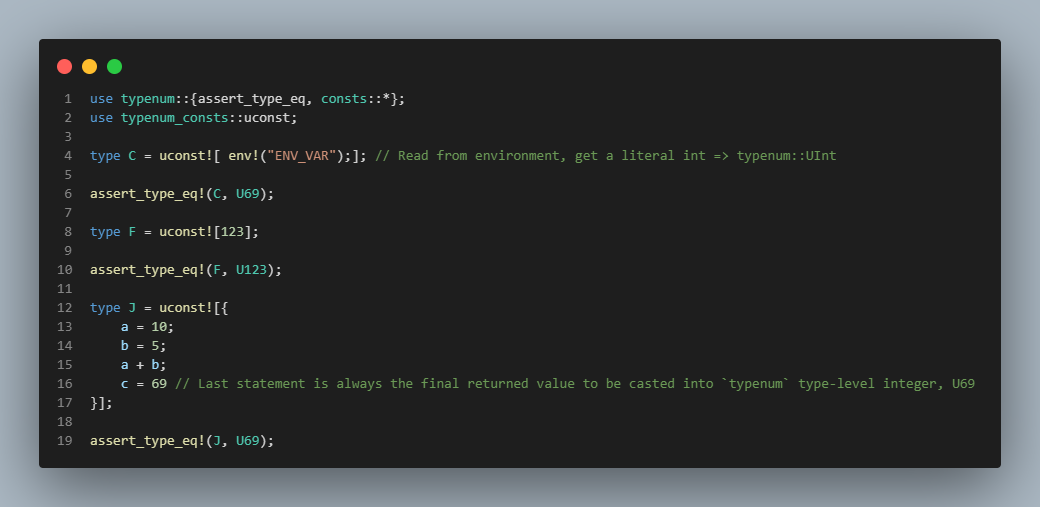 1 use typenum::{assert_type_eq, consts::*};
2 use typenum_consts::uconst;
3
4 type C = uconst![ env!("ENV_VAR");]; // Read from environment, get a literal int => typenum::UInt
5
6 assert_type_eq!(C, U69);
7
8 type F = uconst![123];
9
10 assert_type_eq!(F, U123);
11
12 type J = uconst![{
13     a = 10;
14     b = 5;
15     a + b;
16     c = 69 // Last statement is always the final returned value to be casted into `typenum` type-level integer, U69
17 }];
18
19 assert_type_eq!(J, U69);